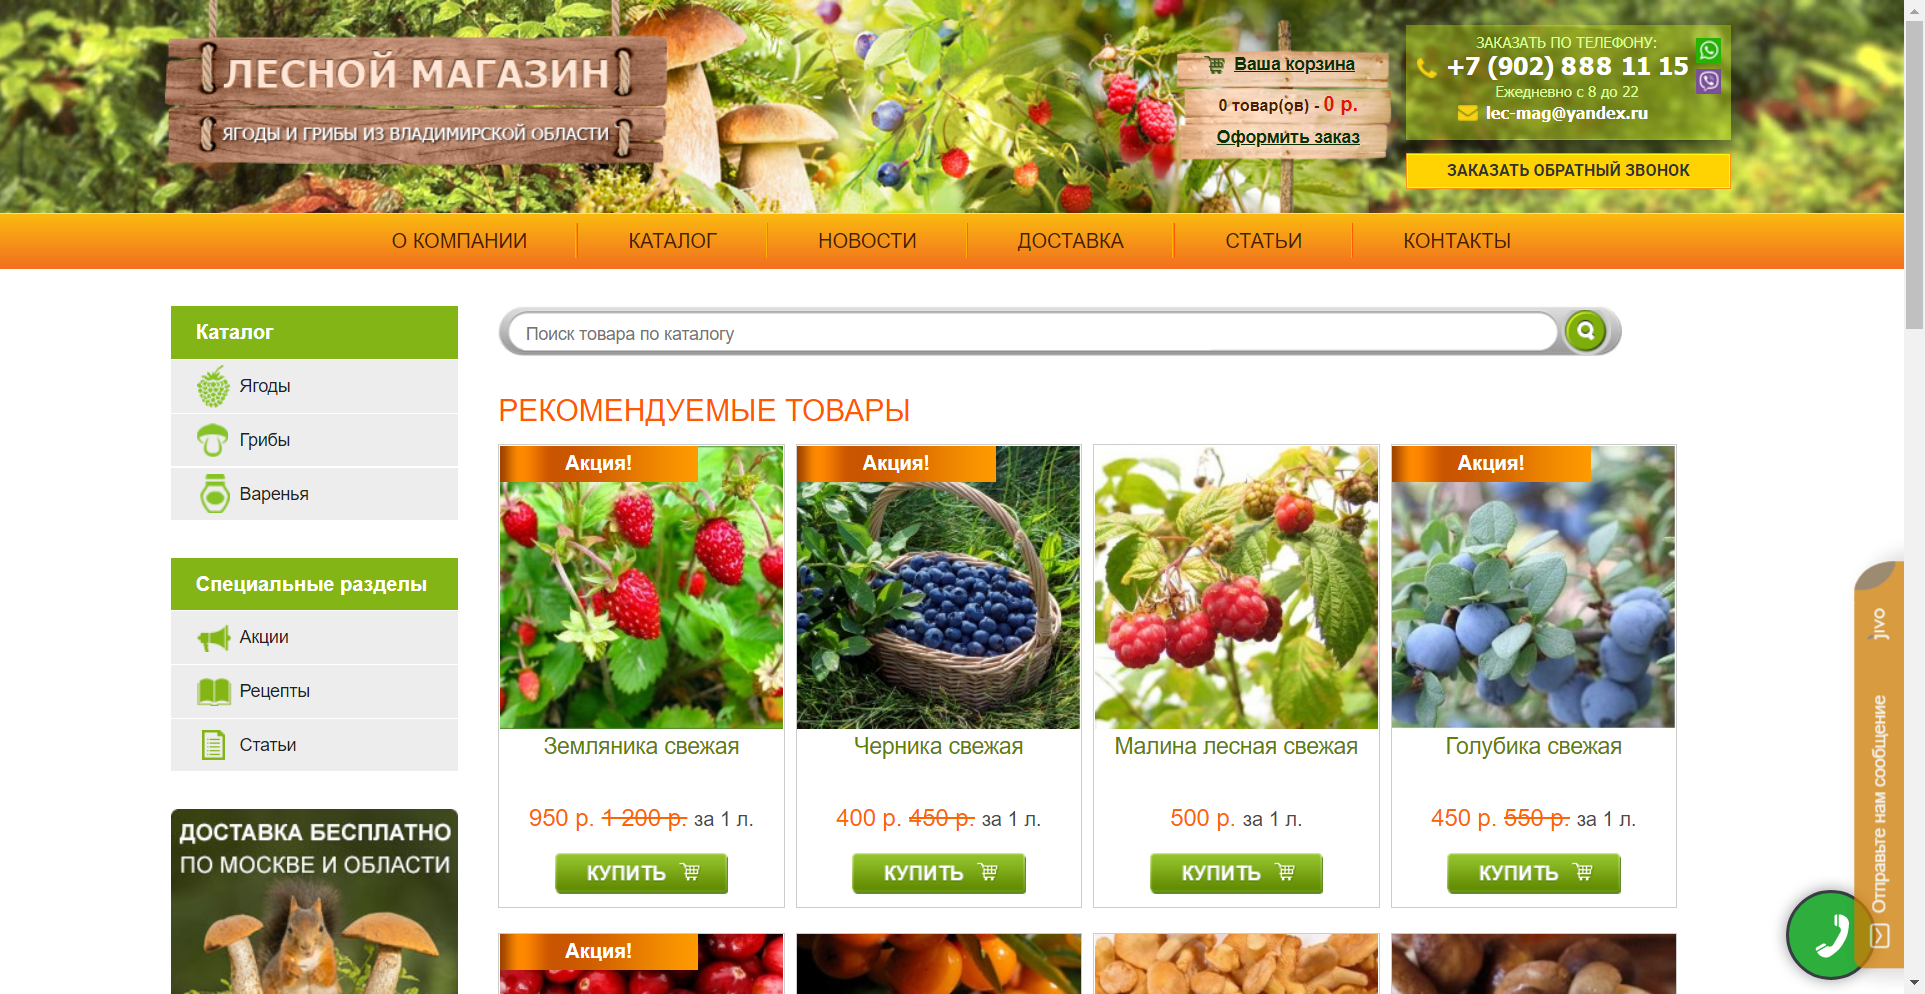 ЛЕСНОЙ МАГАЗИН
ЯГОДЫ И ГРИБЫ ИЗ ВЛАДИМИРСКОЙ ОБЛАСТИ
Ваша корзина
0 товар(ов) - 0 р.
Оформить заказ
ЗАКАЗАТЬ ПО ТЕЛЕФОНУ:
+7 (902) 888 11 15
Ежедневно с 8 до 22
lec-mag@yandex.ru
ЗАКАЗАТЬ ОБРАТНЫЙ ЗВОНОК
О КОМПАНИИ
КАТАЛОГ
НОВОСТИ
ДОСТАВКА
СТАТЬИ
КОНТАКТЫ
Каталог
Ягоды
Грибы
Варенья
Специальные разделы
Акции
Рецепты
Статьи
ДОСТАВКА БЕСПЛАТНО
ПО МОСКВЕ И ОБЛАСТИ
Поиск товара по каталогу
РЕКОМЕНДУЕМЫЕ ТОВАРЫ
Акция!
Земляника свежая
950 р. 1 200 р. за 1 л.
КУПИТЬ
Акция!
Черника свежая
400 р. 450 р. за 1 л.
КУПИТЬ
Малина лесная свежая
500 р. за 1 л.
КУПИТЬ
Акция!
Голубика свежая
450 р. 550 р. за 1 л.
КУПИТЬ
Акция!
jivo
Отправьте нам сообщение